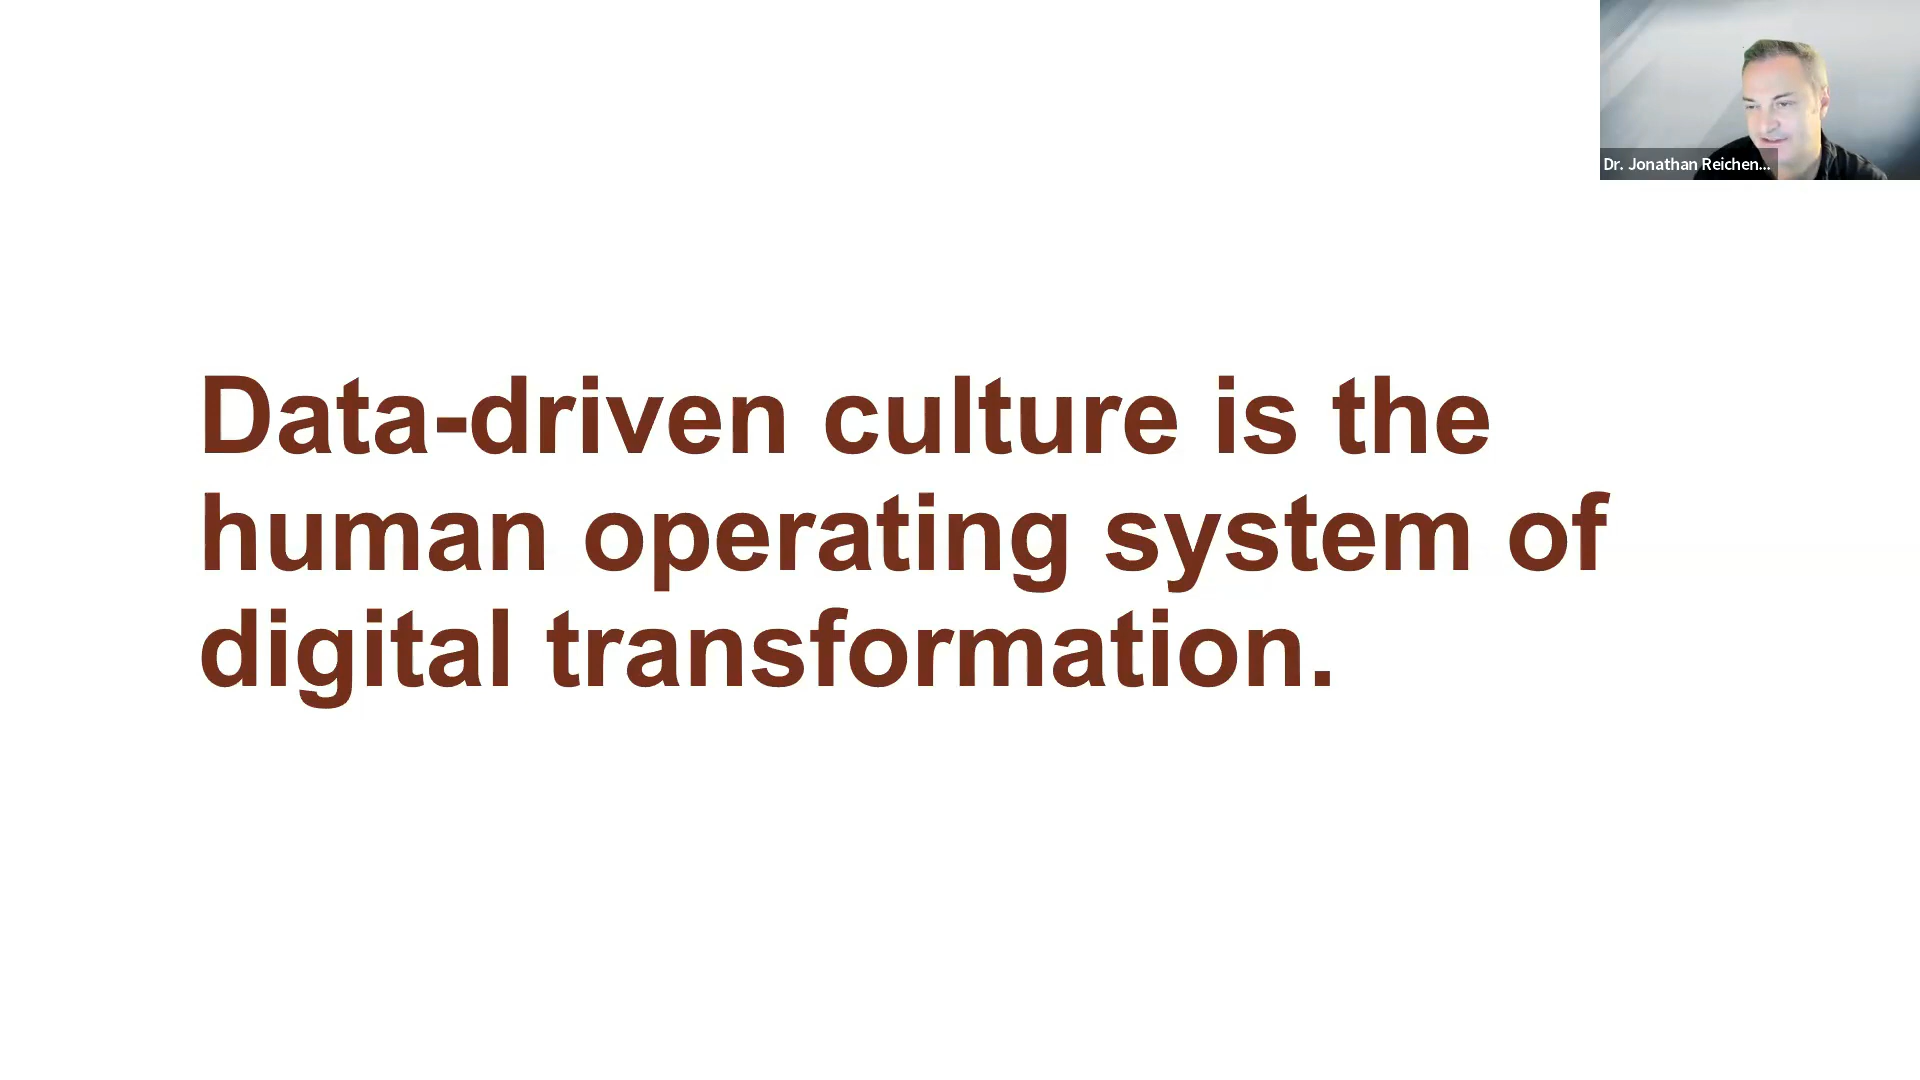 Dr. Jonathan Reichen...
Data-driven culture is the
human operating system of
digital transformation.